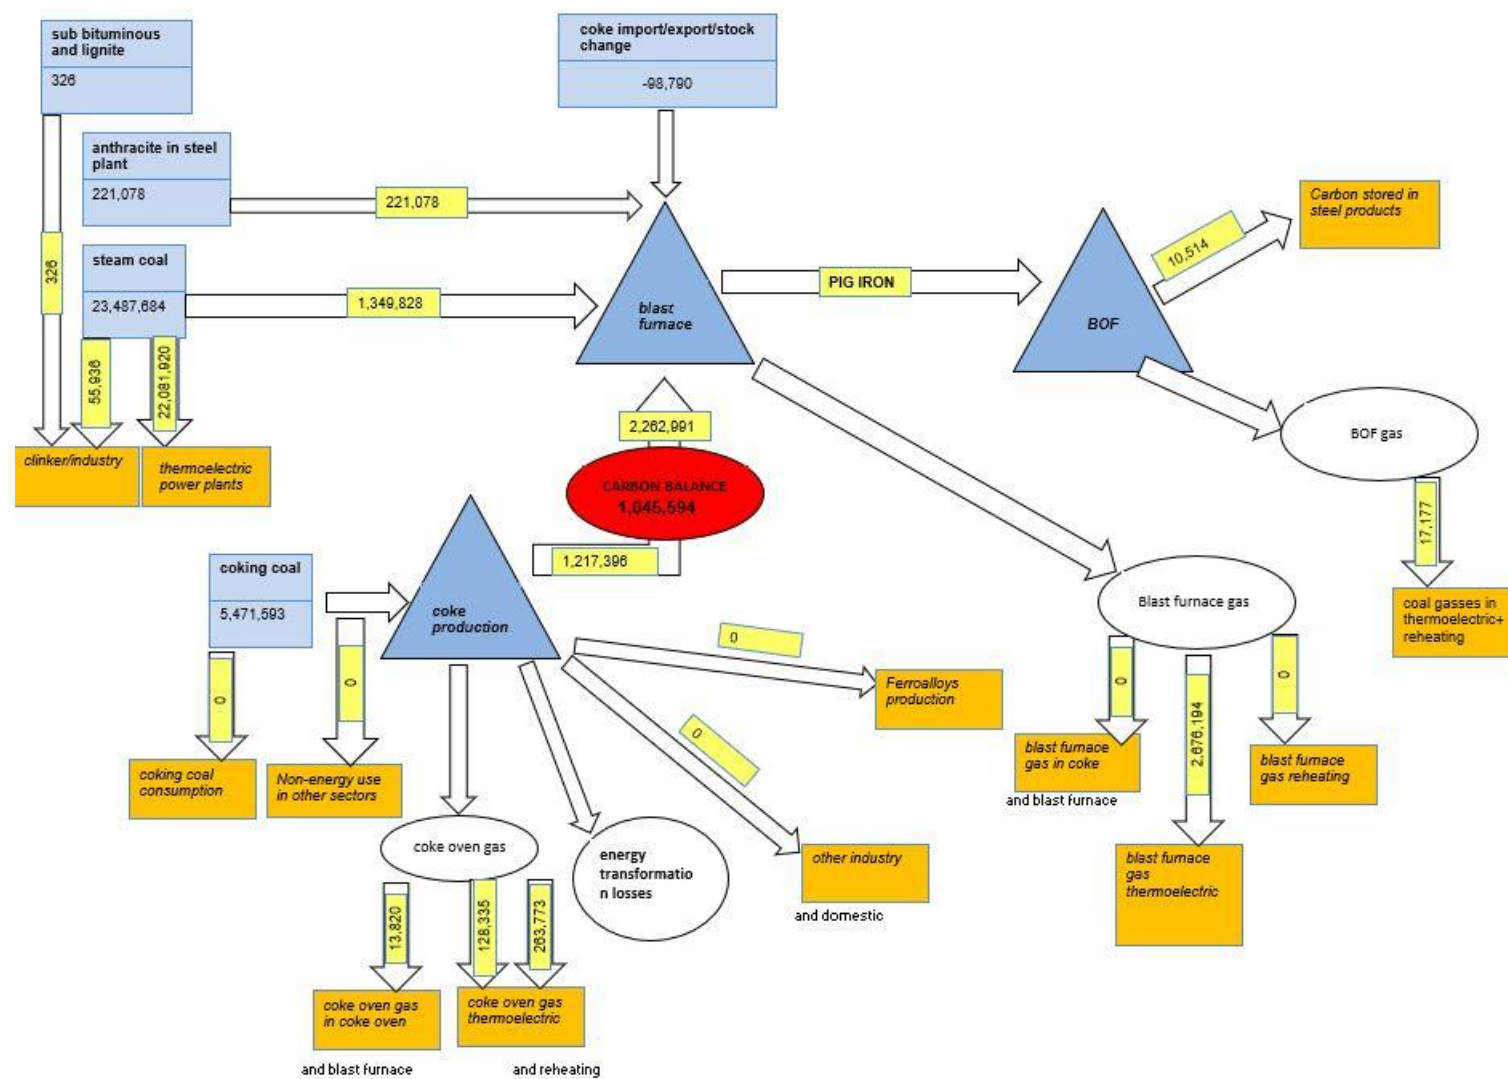 sub bituminous
and lignite
326
coke import/export/stock
change
-98,790
anthracite in steel
plant
221,078
221,078
Carbon stored in
steel products
10,514
326
steam coal
23,487,684
1,349,828
PIG IRON
blast
furnace
BOF
55,936
22,081,920
2,262,991
BOF gas
clinker/industry
thermoelectric
power plants
CARBON BALANCE
1,045,594
17,177
1,217,396
coking coal
5,471,593
coke
production
Blast furnace gas
coal gasses in
thermoelectric+
reheating
0
0
0
0
Ferroalloys
production
0
0
2,676,194
0
coking coal
consumption
Non-energy use
in other sectors
blast furnace
gas in coke
and blast furnace
blast furnace
gas reheating
coke oven gas
energy
transformatio
n losses
other industry
and domestic
blast furnace
gas
thermoelectric
13,820
128,335
263,773
coke oven gas
in coke oven
and blast furnace
coke oven gas
thermoelectric
and reheating